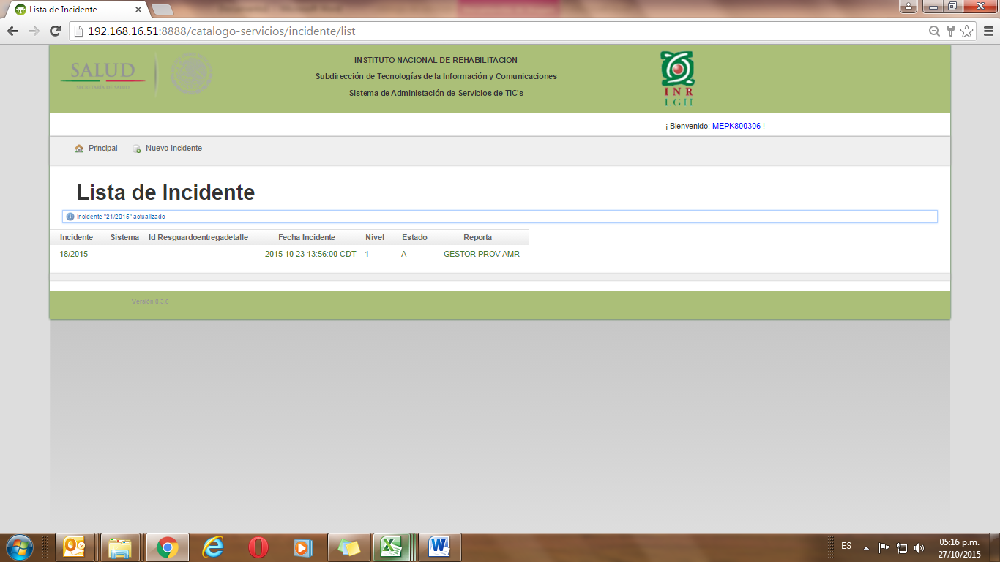 Lista de Incidente
192.168.16.51:8888/catalogo-servicios/incidente/list
SALUD
SECRETARÍA DE SALUD
INSTITUTO NACIONAL DE REHABILITACION
Subdirección de Tecnologías de la Información y Comunicaciones
Sistema de Administación de Servicios de TIC's
INR
LGII
¡ Bienvenido: MEPK800306 !
Principal
Nuevo Incidente
Lista de Incidente
Incidente "21/2015" actualizado
Incidente Sistema Id Resguardoentregadetalle Fecha Incidente Nivel Estado Reporta
18/2015 2015-10-23 13:56:00 CDT 1 A GESTOR PROV AMR
Versión 0.3.6
ES
05:16 p.m.
27/10/2015